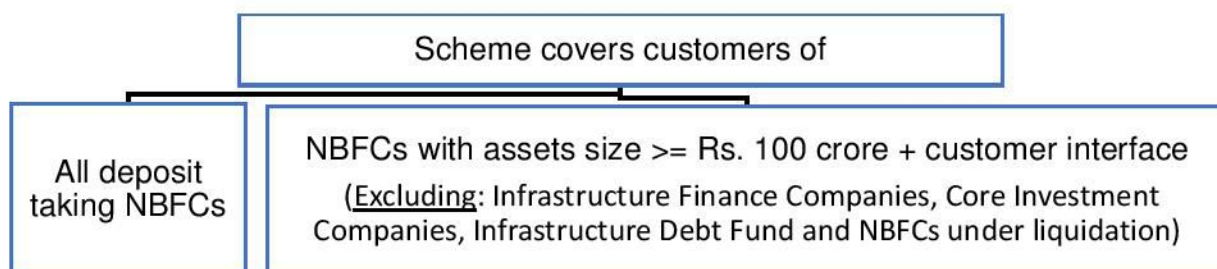 Scheme covers customers of
All deposit
taking NBFCs
NBFCs with assets size >= Rs. 100 crore + customer interface
(Excluding: Infrastructure Finance Companies, Core Investment
Companies, Infrastructure Debt Fund and NBFCs under liquidation)